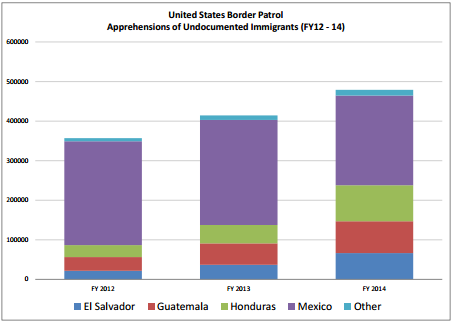 United States Border Patrol
Apprehensions of Undocumented Immigrants (FY12 - 14)
600000
500000
400000
300000
200000
100000
0
FY 2012 FY 2013 FY 2014
El Salvador Guatemala Honduras Mexico Other